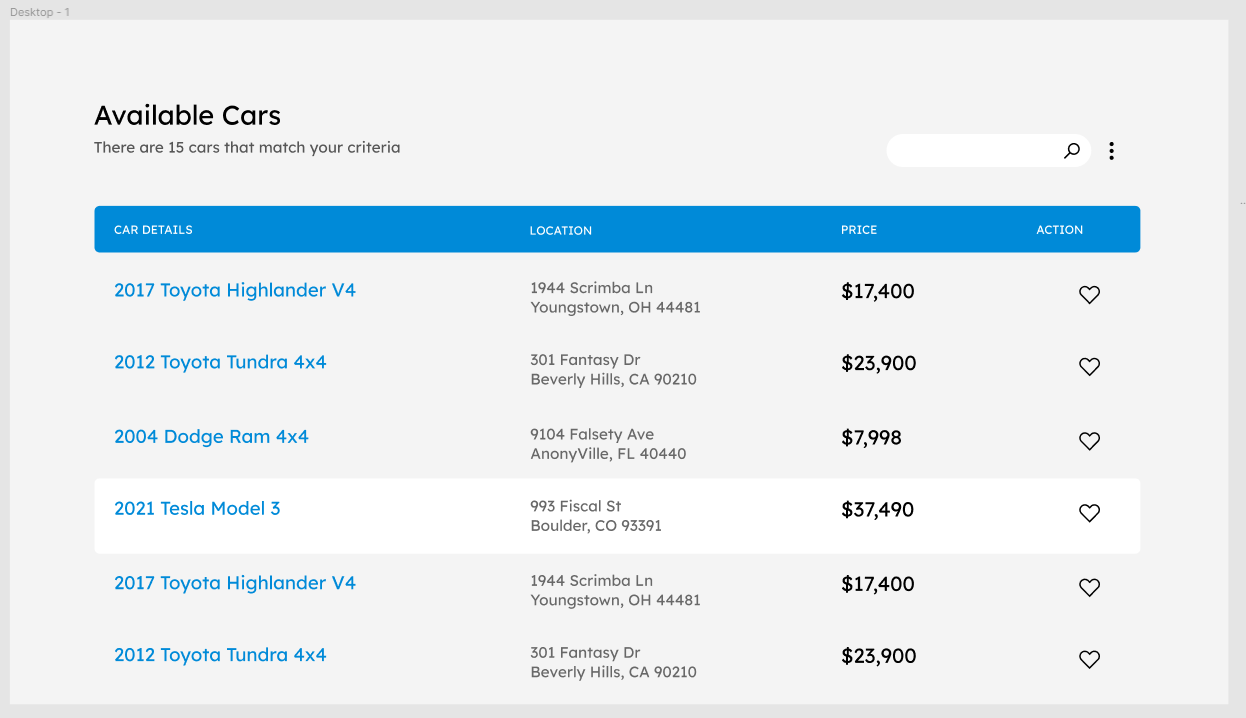 Desktop - 1
Available Cars
There are 15 cars that match your criteria
CAR DETAILS LOCATION PRICE ACTION
2017 Toyota Highlander V4 1944 Scrimba Ln $17,400
Youngstown, OH 44481
2012 Toyota Tundra 4x4 301 Fantasy Dr $23,900
Beverly Hills, CA 90210
2004 Dodge Ram 4x4 9104 Falsety Ave $7,998
AnonyVille, FL 40440
2021 Tesla Model 3 993 Fiscal St $37,490
Boulder, CO 93391
2017 Toyota Highlander V4 1944 Scrimba Ln $17,400
Youngstown, OH 44481
2012 Toyota Tundra 4x4 301 Fantasy Dr $23,900
Beverly Hills, CA 90210